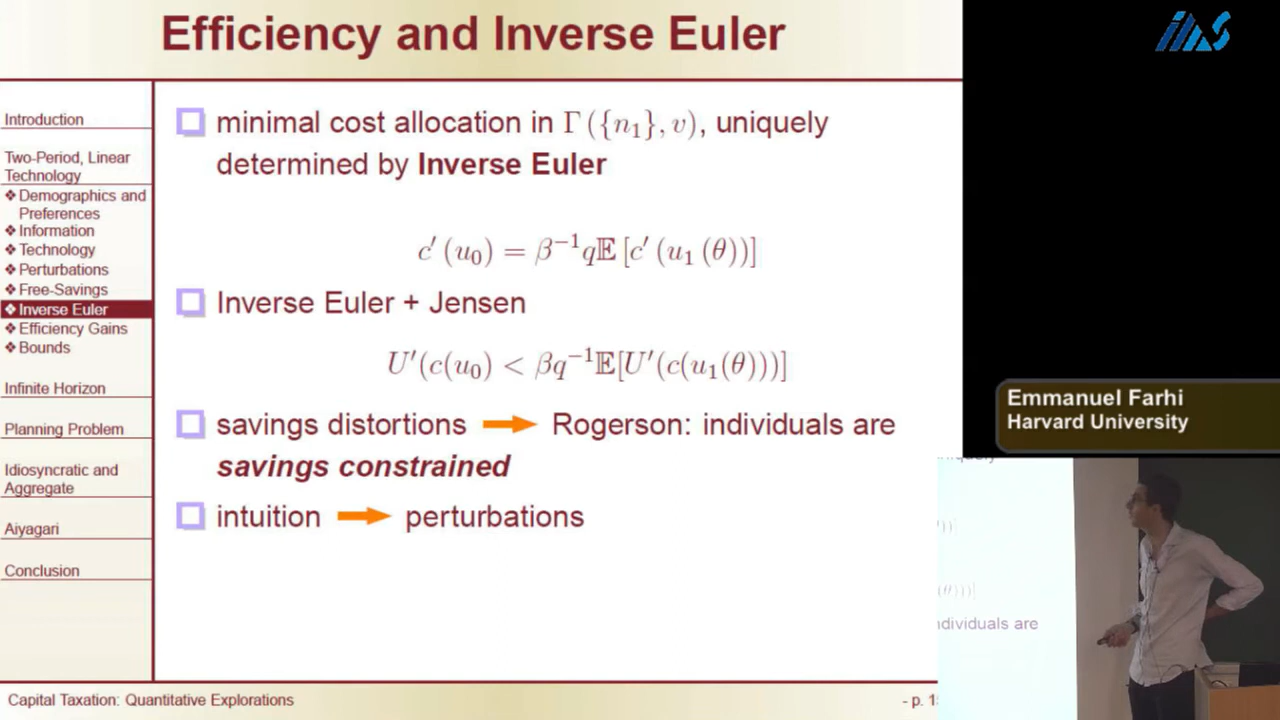 Efficiency and Inverse Euler
IAS
Introduction
Two-Period, Linear
Technology
❖ Demographics and
Preferences
❖ Information
❖ Technology
❖ Perturbations
❖ Free-Savings
❖ Inverse Euler
❖ Efficiency Gains
❖ Bounds
Infinite Horizon
Planning Problem
Idiosyncratic and
Aggregate
Aiyagari
Conclusion
minimal cost allocation in Γ ({n₁}, v), uniquely
determined by Inverse Euler
c′ (u₀) = β⁻¹q𝔼 [c′ (u₁ (θ))]
Inverse Euler + Jensen
U′(c(u₀) < βq⁻¹𝔼[U′(c(u₁(θ)))]
savings distortions → Rogerson: individuals are
savings constrained
intuition → perturbations
Emmanuel Farhi
Harvard University
individuals are
Capital Taxation: Quantitative Explorations
- p.